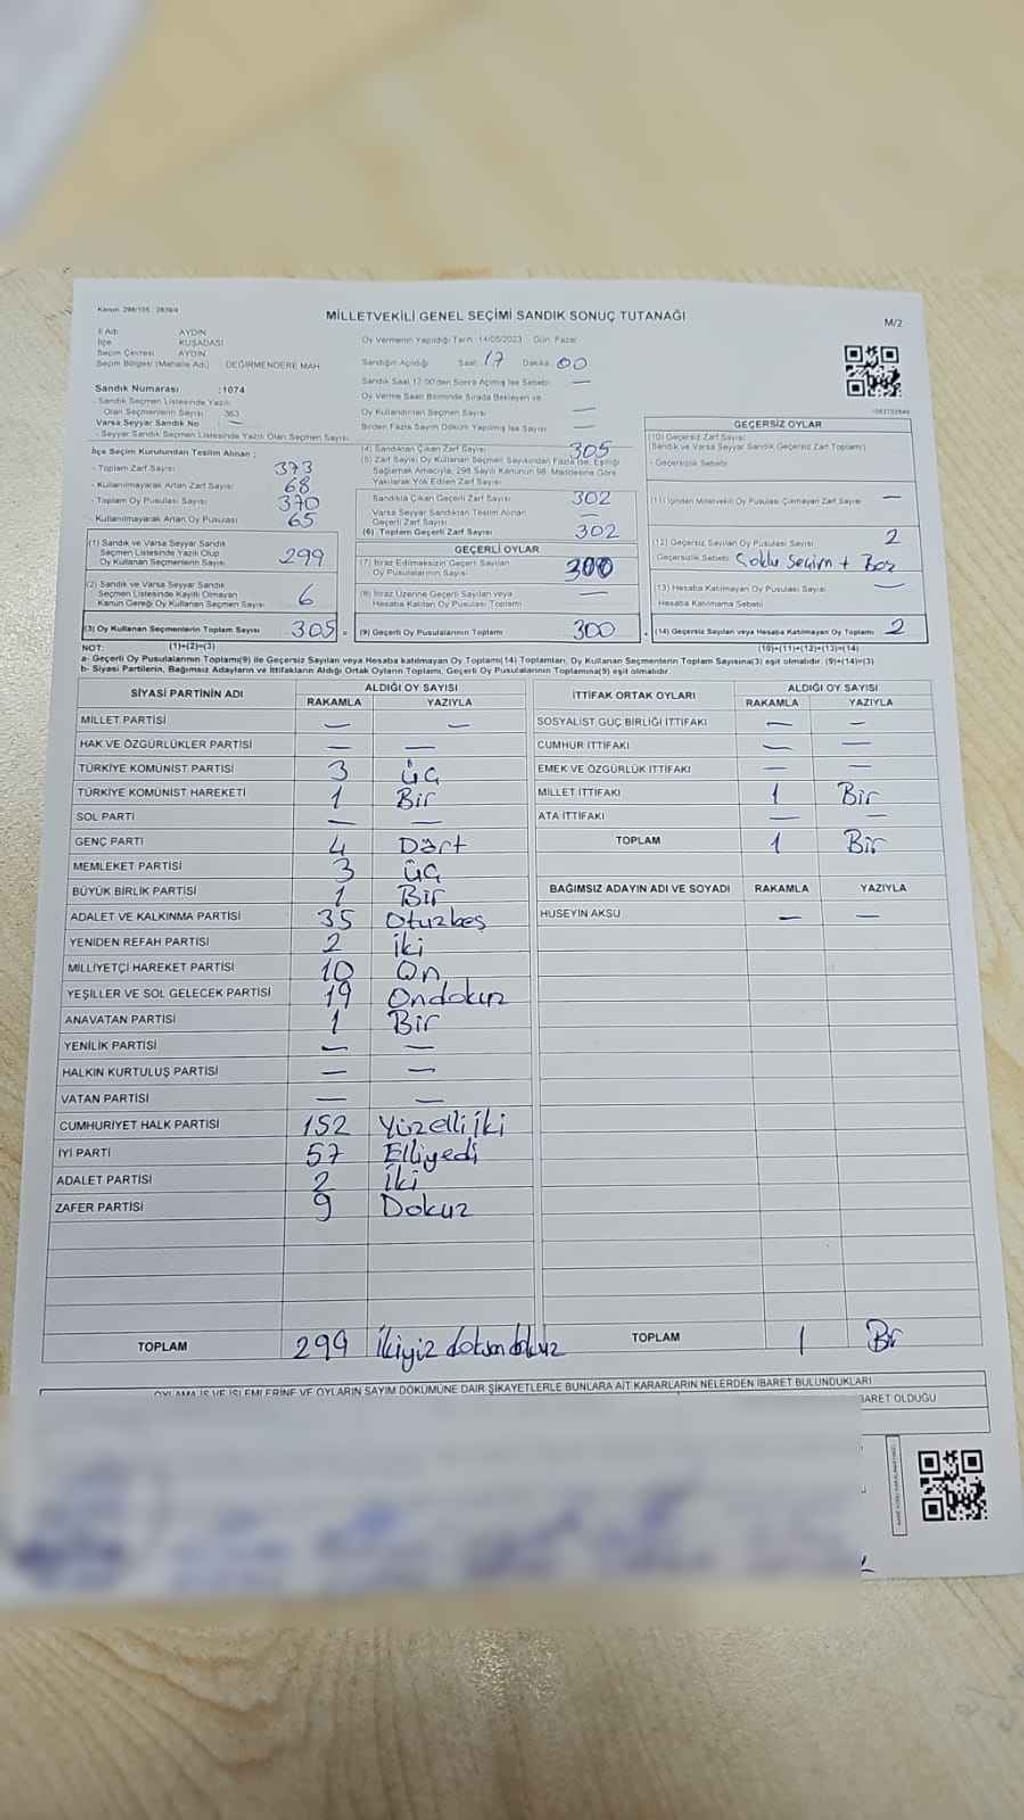 Kanun: 298/105 ; 2839/4
MİLLETVEKİLİ GENEL SEÇİMİ SANDIK SONUÇ TUTANAĞI
M/2
İl Adı AYDIN
İlçe KUŞADASI
Seçim Çevresi AYDIN
Seçim Bölgesi (Mahalle Adı) : DEĞİRMENDERE MAH
Oy Vermenin Yapıldığı Tarih : 14/05/2023 Gün: Pazar
Sandığın Açıldığı Saat: 17 Dakika: 00
Sandık Saat 17:00'den Sonra Açılmış İse Sebebi —
Oy Verme Saati Bitiminde Sırada Bekleyen ve
Oy Kullandırılan Seçmen Sayısı —
Birden Fazla Sayım Döküm Yapılmış İse Sayısı —
Sandık Numarası :1074
- Sandık Seçmen Listesinde Yazılı
Olan Seçmenlerin Sayısı 363
Varsa Seyyar Sandık No —
- Seyyar Sandık Seçmen Listesinde Yazılı Olan Seçmen Sayısı
İlçe Seçim Kurulundan Teslim Alınan ;
- Toplam Zarf Sayısı 373
- Kullanılmayarak Artan Zarf Sayısı 68
- Toplam Oy Pusulası Sayısı 370
- Kullanılmayarak Artan Oy Pusulası 65
(1) Sandık ve Varsa Seyyar Sandık
Seçmen Listesinde Yazılı Olup
Oy Kullanan Seçmenlerin Sayısı 299
(2) Sandık ve Varsa Seyyar Sandık
Seçmen Listesinde Kayıtlı Olmayan
Kanun Gereği Oy Kullanan Seçmen Sayısı 6
(3) Oy Kullanan Seçmenlerin Toplam Sayısı 305
(4) Sandıktan Çıkan Zarf Sayısı 305
(5) Zarf Sayısı Oy Kullanan Seçmen Sayısından Fazla İse, Eşitliği
Sağlamak Amacıyla, 298 Sayılı Kanunun 98. Maddesine Göre
Yakılarak Yok Edilen Zarf Sayısı
Sandıkta Çıkan Geçerli Zarf Sayısı 302
Varsa Seyyar Sandıktan Teslim Alınan
Geçerli Zarf Sayısı —
(6) Toplam Geçerli Zarf Sayısı 302
GEÇERLİ OYLAR
(7) İtiraz Edilmeksizin Geçerli Sayılan
Oy Pusulalarının Sayısı 300
(8) İtiraz Üzerine Geçerli Sayılan veya
Hesaba Katılan Oy Pusulası Toplamı —
(9) Geçerli Oy Pusulalarının Toplamı 300
GEÇERSİZ OYLAR
(10) Geçersiz Zarf Sayısı
(Sandık ve Varsa Seyyar Sandık Geçersiz Zarf Toplamı)
- Geçersizlik Sebebi
(11) İçinden Milletvekili Oy Pusulası Çıkmayan Zarf Sayısı —
(12) Geçersiz Sayılan Oy Pusulası Sayısı 2
Geçersizlik Sebebi Çoklu Seçim + Boz
(13) Hesaba Katılmayan Oy Pusulası Sayısı —
Hesaba Katılmama Sebebi
(14) Geçersiz Sayılan veya Hesaba Katılmayan Oy Toplamı 2
NOT: (1)+(2)=(3) (10)+(11)+(12)+(13)=(14)
a- Geçerli Oy Pusulalarının Toplamı(9) ile Geçersiz Sayılan veya Hesaba katılmayan Oy Toplamı(14) Toplamları, Oy Kullanan Seçmenlerin Toplam Sayısına(3) eşit olmalıdır. (9)+(14)=(3)
b- Siyasi Partilerin, Bağımsız Adayların ve İttifakların Aldığı Ortak Oyların Toplamı, Geçerli Oy Pusulalarının Toplamına(9) eşit olmalıdır.
SİYASİ PARTİNİN ADI ALDIĞI OY SAYISI
RAKAMLA YAZIYLA
MİLLET PARTİSİ — —
HAK VE ÖZGÜRLÜKLER PARTİSİ — —
TÜRKİYE KOMÜNİST PARTİSİ 3 üç
TÜRKİYE KOMÜNİST HAREKETİ 1 Bir
SOL PARTİ — —
GENÇ PARTİ 4 Dört
MEMLEKET PARTİSİ 3 üç
BÜYÜK BİRLİK PARTİSİ 1 Bir
ADALET VE KALKINMA PARTİSİ 35 Otuzbeş
YENİDEN REFAH PARTİSİ 2 iki
MİLLİYETÇİ HAREKET PARTİSİ 10 On
YEŞİLLER VE SOL GELECEK PARTİSİ 19 Ondokuz
ANAVATAN PARTİSİ 1 Bir
YENİLİK PARTİSİ — —
HALKIN KURTULUŞ PARTİSİ — —
VATAN PARTİSİ — —
CUMHURİYET HALK PARTİSİ 152 Yüzelliiki
İYİ PARTİ 57 Elliyedi
ADALET PARTİSİ 2 İki
ZAFER PARTİSİ 9 Dokuz
TOPLAM 299 İkiyüz doksan dokuz
İTTİFAK ORTAK OYLARI ALDIĞI OY SAYISI
RAKAMLA YAZIYLA
SOSYALİST GÜÇ BİRLİĞİ İTTİFAKI — —
CUMHUR İTTİFAKI — —
EMEK VE ÖZGÜRLÜK İTTİFAKI — —
MİLLET İTTİFAKI 1 Bir
ATA İTTİFAKI — —
TOPLAM 1 Bir
BAĞIMSIZ ADAYIN ADI VE SOYADI RAKAMLA YAZIYLA
HÜSEYİN AKSU — —
TOPLAM 1 Bir
OYLAMA İŞ VE İŞLEMLERİNE VE OYLARIN SAYIM DÖKÜMÜNE DAİR ŞİKAYETLERLE BUNLARA AİT KARARLARIN NELERDEN İBARET BULUNDUKLARI
BARET OLDUĞU